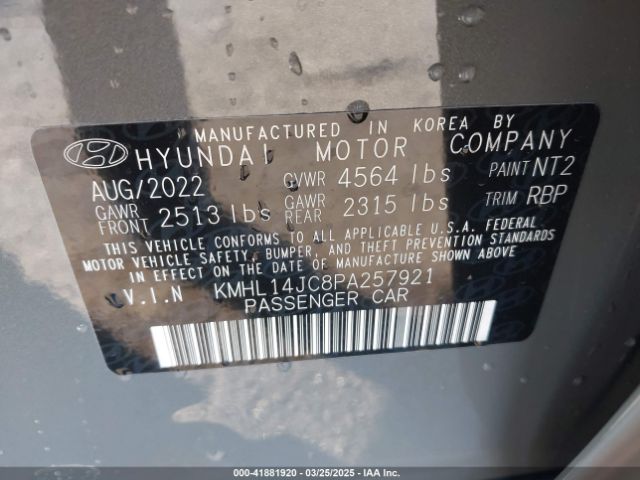 MANUFACTURED IN KOREA BY
HYUNDAI MOTOR COMPANY
AUG/2022 GVWR 4564 lbs PAINT NT2
GAWR FRONT 2513 lbs GAWR REAR 2315 lbs TRIM RBP
THIS VEHICLE CONFORMS TO ALL APPLICABLE U.S.A. FEDERAL
MOTOR VEHICLE SAFETY, BUMPER, AND THEFT PREVENTION STANDARDS
IN EFFECT ON THE DATE OF MANUFACTURE SHOWN ABOVE
V.I.N KMHL14JC8PA257921
PASSENGER CAR
000-41881920 - 03/25/2025 - IAA Inc.